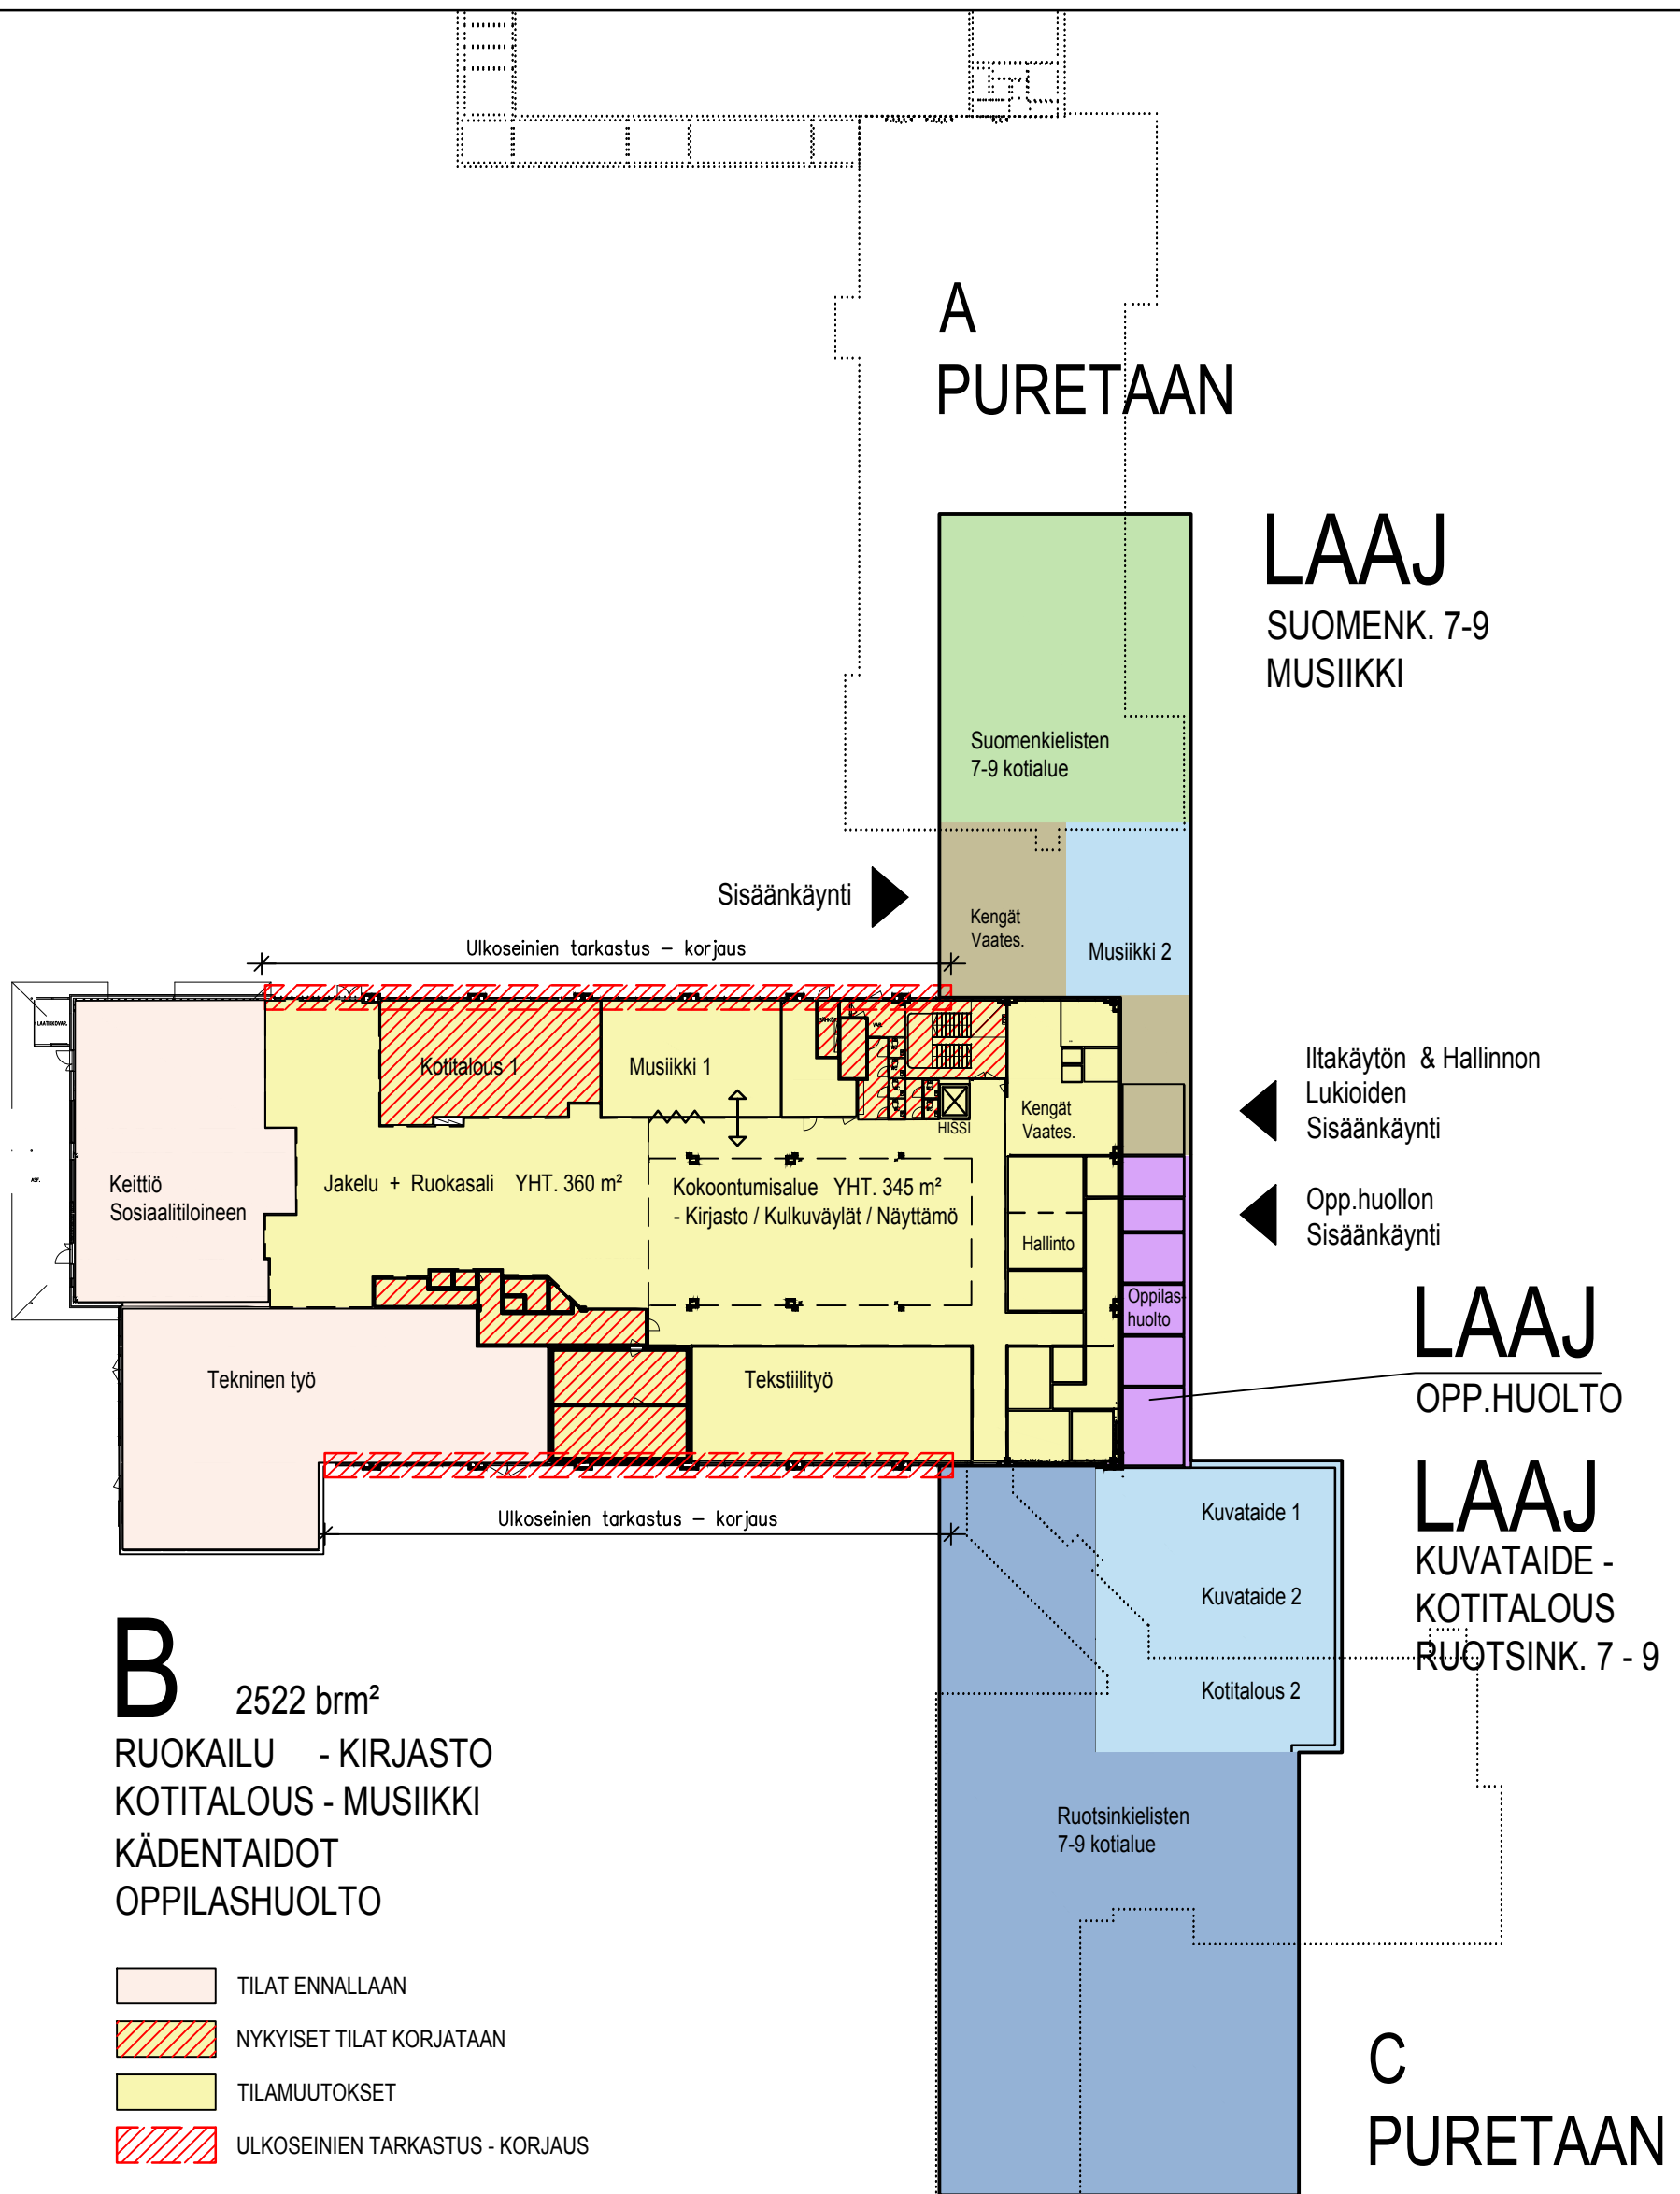 A
PURETAAN
LAAJ
SUOMENK. 7-9
MUSIIKKI
Suomenkielisten
7-9 kotialue
Sisäänkäynti
Kengät
Vaates.
Musiikki 2
Ulkoseinien tarkastus – korjaus
Kotitalous 1
Musiikki 1
HISSI
Kengät
Vaates.
Iltakäytön & Hallinnon
Lukioiden
Sisäänkäynti
Keittiö
Sosiaalitiloineen
Jakelu + Ruokasali YHT. 360 m²
Kokoontumisalue YHT. 345 m²
- Kirjasto / Kulkuväylät / Näyttämö
Hallinto
Opp.huollon
Sisäänkäynti
Oppilas-
huolto
LAAJ
OPP.HUOLTO
Tekninen työ
Tekstiilityö
Ulkoseinien tarkastus – korjaus
LAAJ
KUVATAIDE -
KOTITALOUS
RUOTSINK. 7 - 9
Kuvataide 1
Kuvataide 2
Kotitalous 2
B 2522 brm²
RUOKAILU - KIRJASTO
KOTITALOUS - MUSIIKKI
KÄDENTAIDOT
OPPILASHUOLTO
Ruotsinkielisten
7-9 kotialue
TILAT ENNALLAAN
NYKYISET TILAT KORJATAAN
TILAMUUTOKSET
ULKOSEINIEN TARKASTUS - KORJAUS
C
PURETAAN